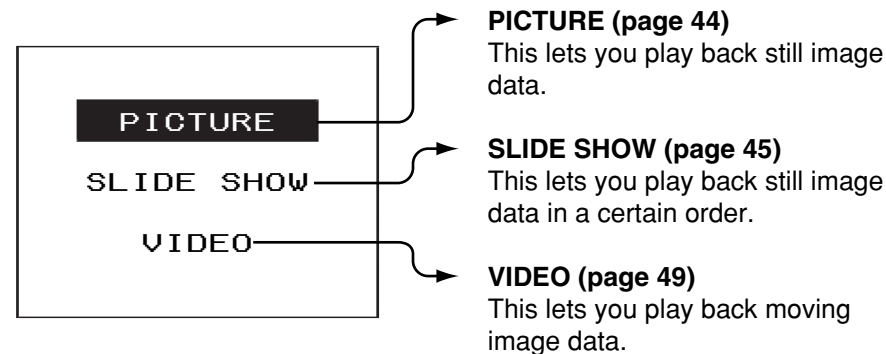 PICTURE
SLIDE SHOW
VIDEO
PICTURE (page 44)
This lets you play back still image
data.
SLIDE SHOW (page 45)
This lets you play back still image
data in a certain order.
VIDEO (page 49)
This lets you play back moving
image data.